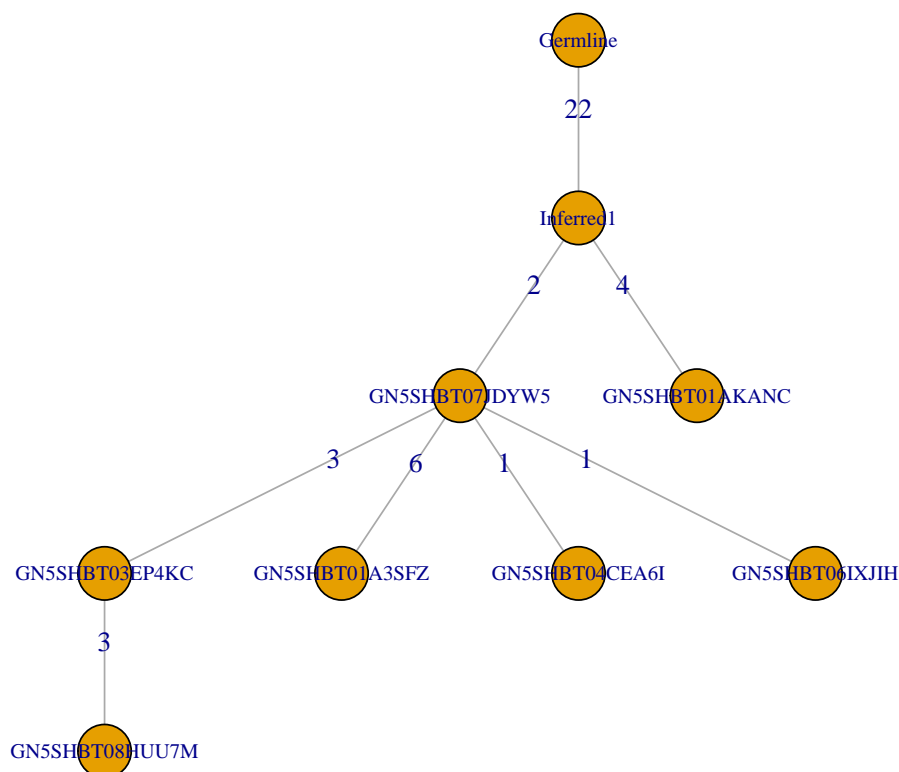 Germline
22
Inferred1
2
4
GN5SHBT07JDYW5
GN5SHBT01AKANC
3
6
1
1
GN5SHBT03EP4KC
GN5SHBT01A3SFZ
GN5SHBT04CEA6I
GN5SHBT06IXJIH
3
GN5SHBT08HUU7M